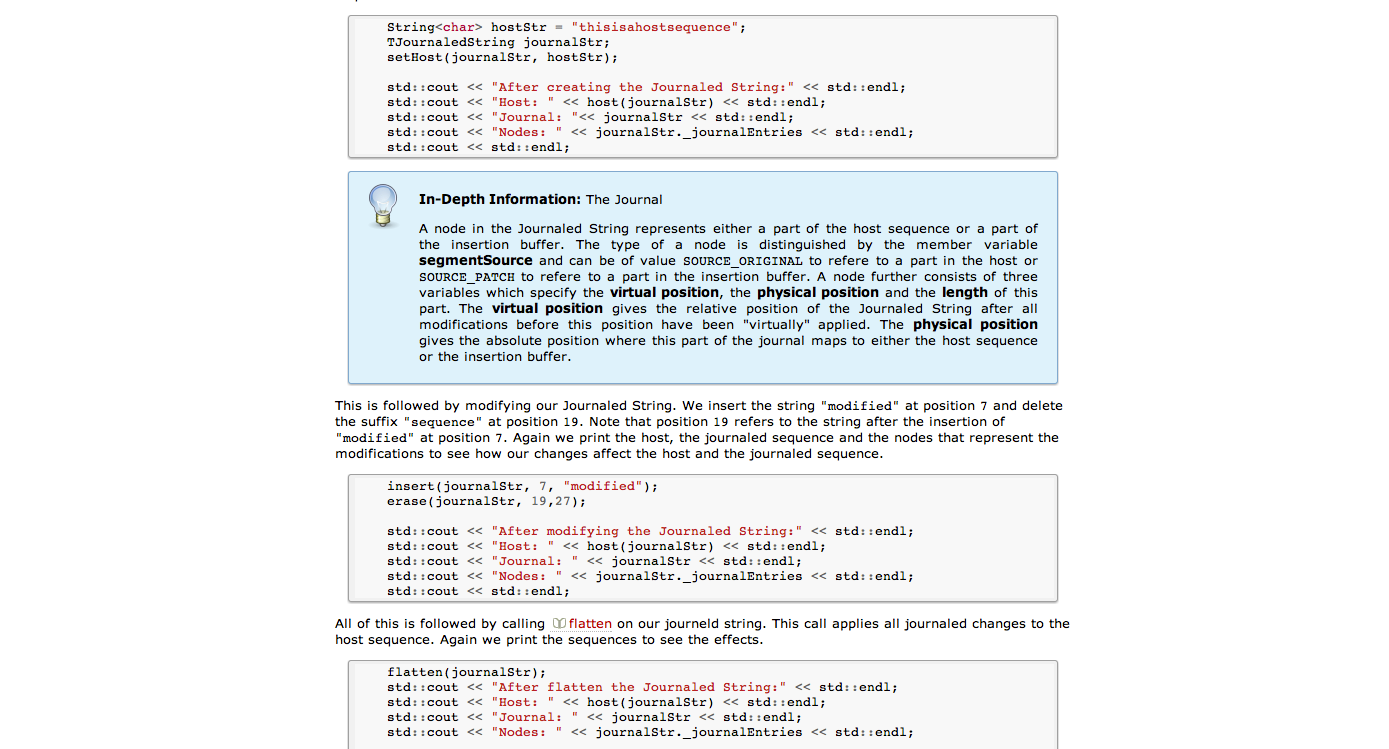 String<char> hostStr = "thisisahostsequence";
TJournaledString journalStr;
setHost(journalStr, hostStr);
std::cout << "After creating the Journaled String:" << std::endl;
std::cout << "Host: " << host(journalStr) << std::endl;
std::cout << "Journal: "<< journalStr << std::endl;
std::cout << "Nodes: " << journalStr._journalEntries << std::endl;
std::cout << std::endl;
In-Depth Information: The Journal
A node in the Journaled String represents either a part of the host sequence or a part of
the insertion buffer. The type of a node is distinguished by the member variable
segmentSource and can be of value SOURCE_ORIGINAL to refere to a part in the host or
SOURCE_PATCH to refere to a part in the insertion buffer. A node further consists of three
variables which specify the virtual position, the physical position and the length of this
part. The virtual position gives the relative position of the Journaled String after all
modifications before this position have been "virtually" applied. The physical position
gives the absolute position where this part of the journal maps to either the host sequence
or the insertion buffer.
This is followed by modifying our Journaled String. We insert the string "modified" at position 7 and delete
the suffix "sequence" at position 19. Note that position 19 refers to the string after the insertion of
"modified" at position 7. Again we print the host, the journaled sequence and the nodes that represent the
modifications to see how our changes affect the host and the journaled sequence.
insert(journalStr, 7, "modified");
erase(journalStr, 19,27);
std::cout << "After modifying the Journaled String:" << std::endl;
std::cout << "Host: " << host(journalStr) << std::endl;
std::cout << "Journal: " << journalStr << std::endl;
std::cout << "Nodes: " << journalStr._journalEntries << std::endl;
std::cout << std::endl;
All of this is followed by calling flatten on our journeld string. This call applies all journaled changes to the
host sequence. Again we print the sequences to see the effects.
flatten(journalStr);
std::cout << "After flatten the Journaled String:" << std::endl;
std::cout << "Host: " << host(journalStr) << std::endl;
std::cout << "Journal: " << journalStr << std::endl;
std::cout << "Nodes: " << journalStr._journalEntries << std::endl;